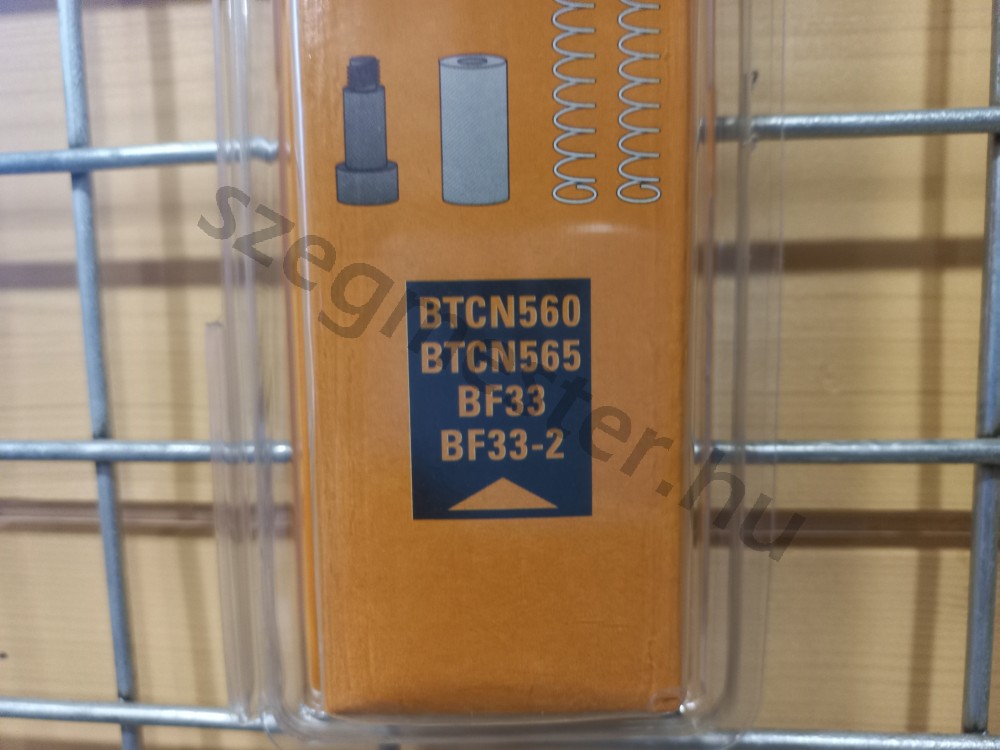 BTCN560
BTCN565
BF33
BF33-2
szegmester.hu